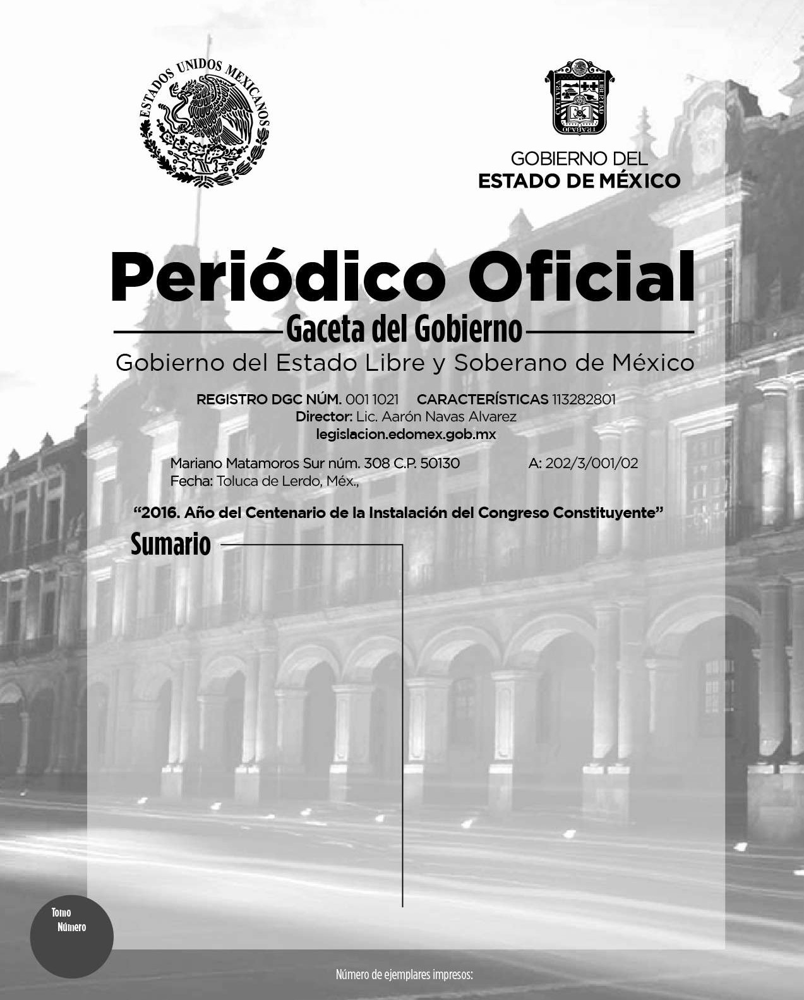 ESTADOS UNIDOS MEXICANOS
CULTURA
LIBERTAD
TRABAJO
GOBIERNO DEL
ESTADO DE MÉXICO
Periódico Oficial
Gaceta del Gobierno
Gobierno del Estado Libre y Soberano de México
REGISTRO DGC NÚM. 001 1021 CARACTERÍSTICAS 113282801
Director: Lic. Aarón Navas Alvarez
legislacion.edomex.gob.mx
Mariano Matamoros Sur núm. 308 C.P. 50130 A: 202/3/001/02
Fecha: Toluca de Lerdo, Méx.,
“2016. Año del Centenario de la Instalación del Congreso Constituyente”
Sumario
Tomo
Número
Número de ejemplares impresos: